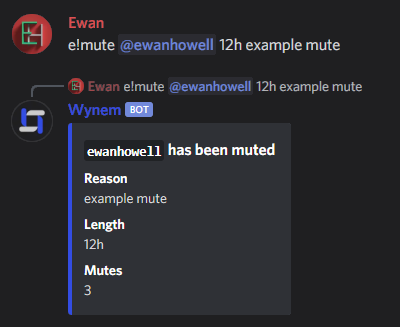 Ewan
e!mute @ewanhowell 12h example mute
Ewan e!mute @ewanhowell 12h example mute
Wynem BOT
ewanhowell has been muted
Reason
example mute
Length
12h
Mutes
3